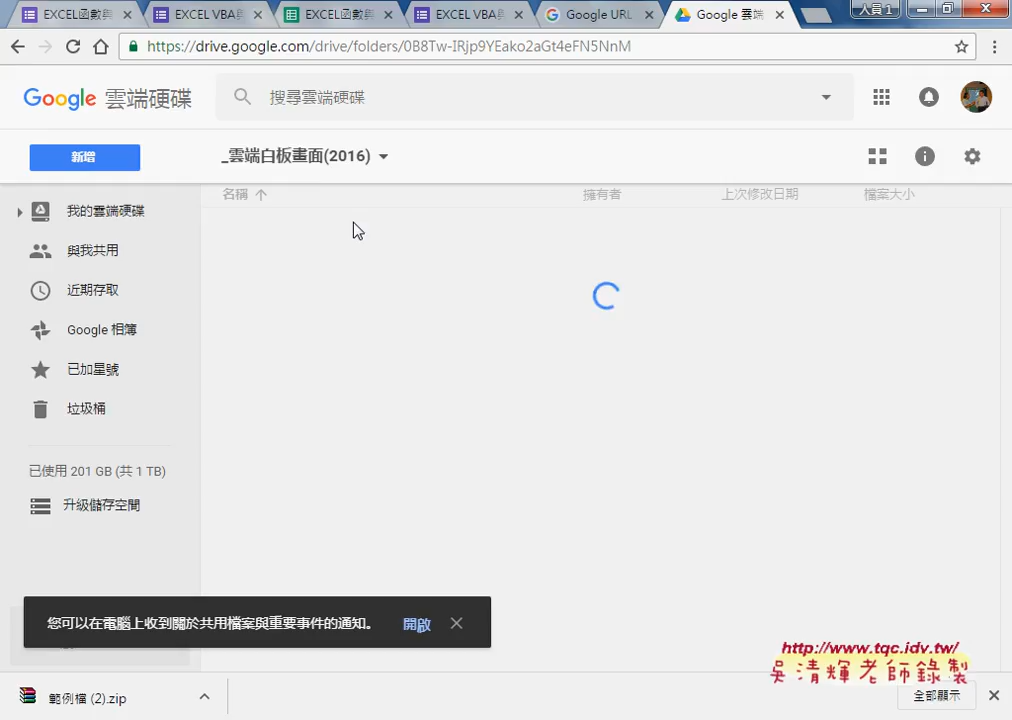 EXCEL函數與
EXCEL VBA與
EXCEL函數與
EXCEL VBA與
Google URL
Google 雲端
人員1
https://drive.google.com/drive/folders/0B8Tw-IRjp9YEako2aGt4eFN5NnM
Google 雲端硬碟
搜尋雲端硬碟
新增
_雲端白板畫面(2016)
名稱
擁有者
上次修改日期
檔案大小
我的雲端硬碟
與我共用
近期存取
Google 相簿
已加星號
垃圾桶
已使用 201 GB (共 1 TB)
升級儲存空間
您可以在電腦上收到關於共用檔案與重要事件的通知。
開啟
http://www.tqc.idv.tw/
吳清輝老師錄製
範例檔 (2).zip
全部顯示